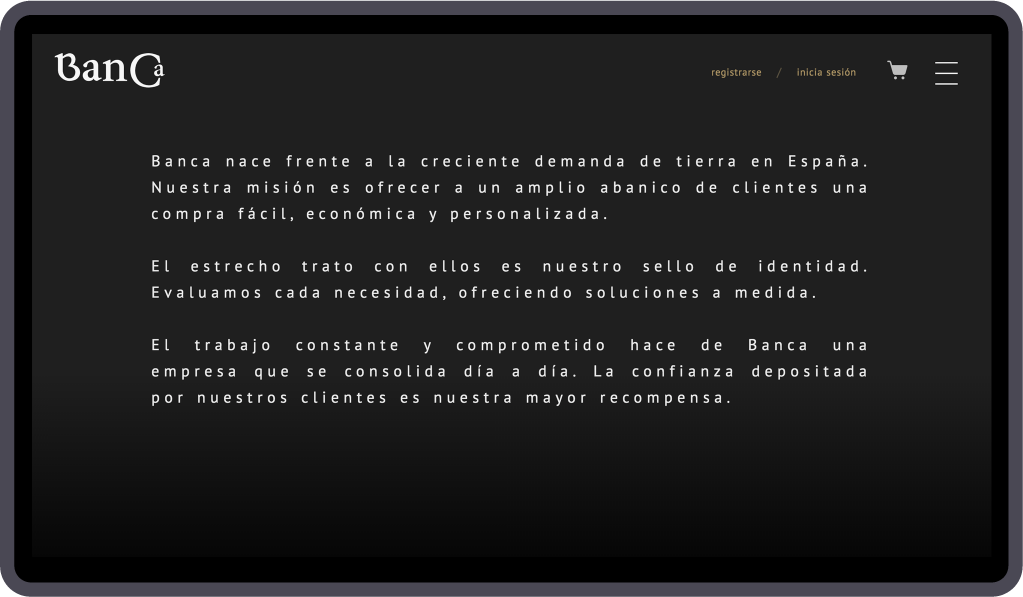 BanCa
registrarse / inicia sesión
Banca nace frente a la creciente demanda de tierra en España.
Nuestra misión es ofrecer a un amplio abanico de clientes una
compra fácil, económica y personalizada.
El estrecho trato con ellos es nuestro sello de identidad.
Evaluamos cada necesidad, ofreciendo soluciones a medida.
El trabajo constante y comprometido hace de Banca una
empresa que se consolida día a día. La confianza depositada
por nuestros clientes es nuestra mayor recompensa.